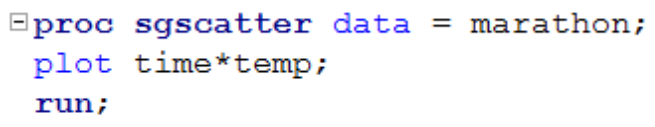 proc sgscatter data = marathon;
plot time*temp;
run;